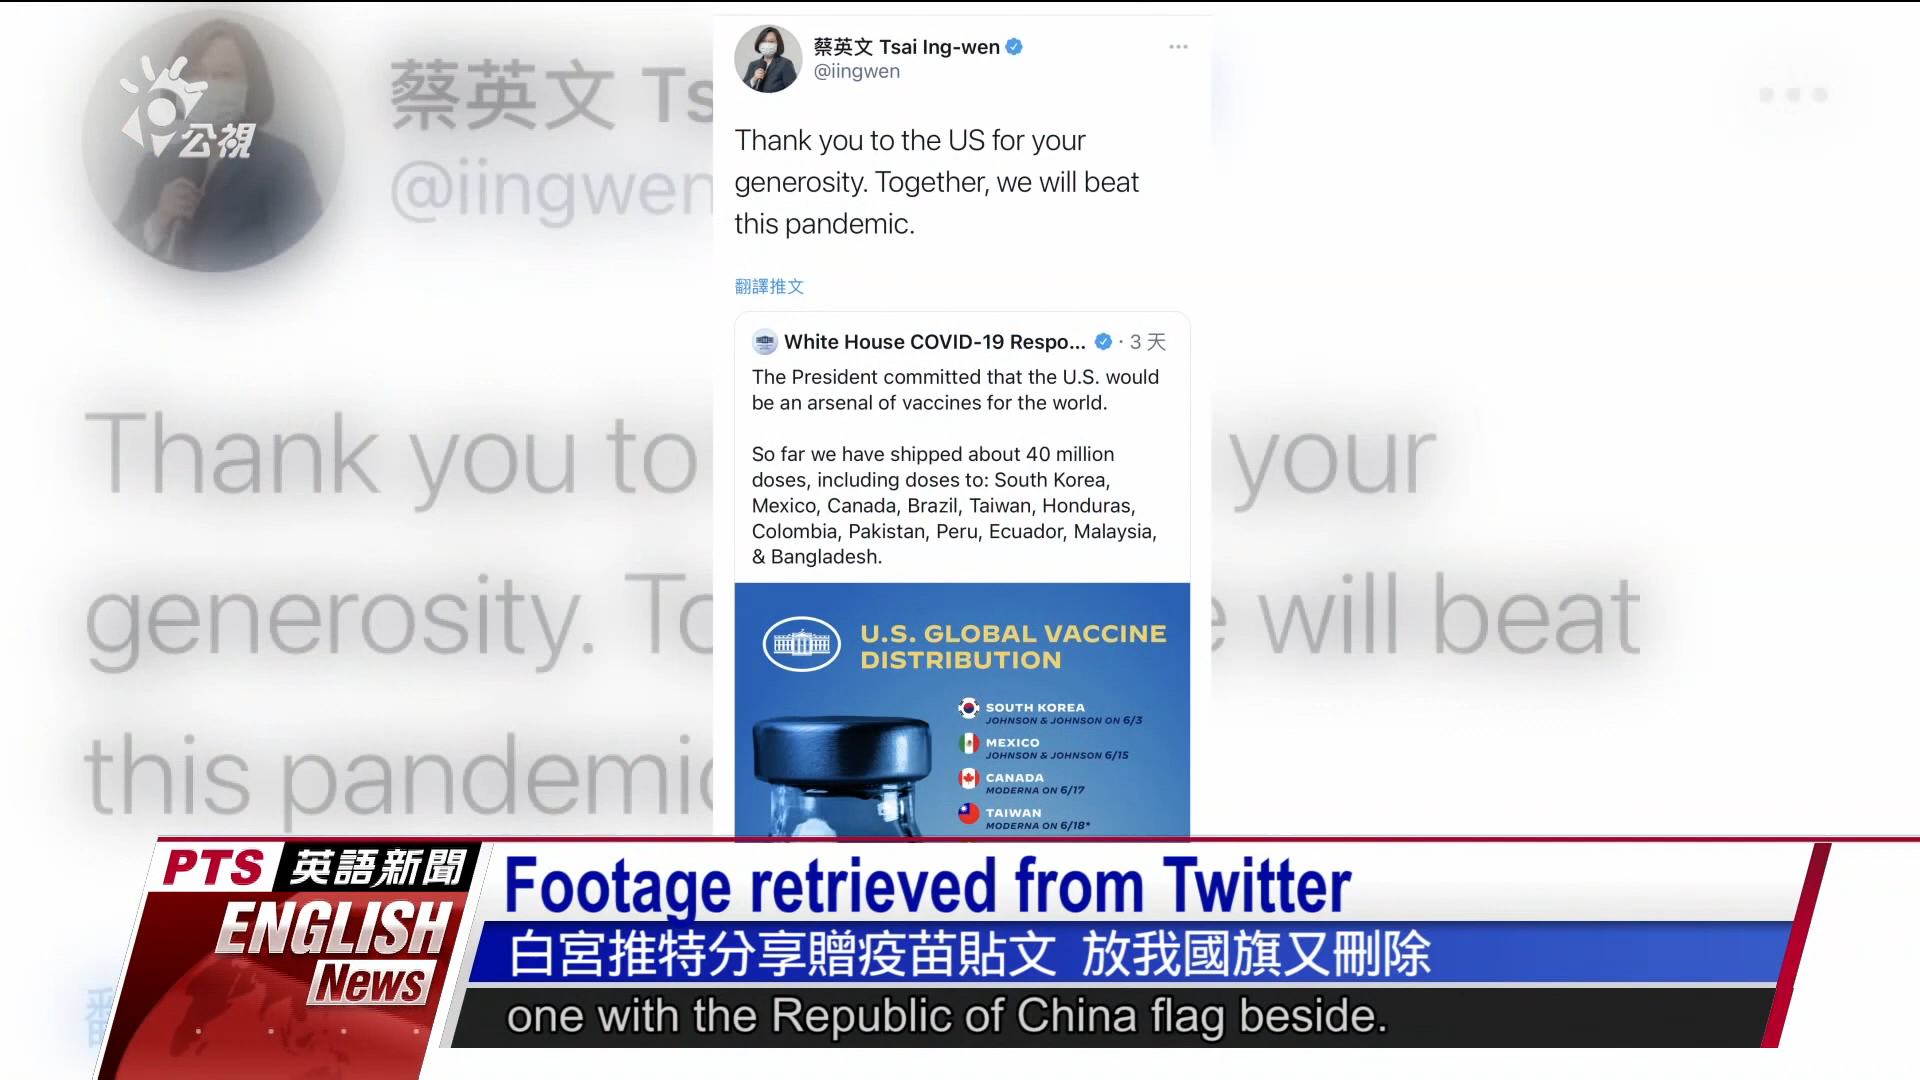 公視
蔡英文 Tsai Ing-wen
@iingwen
Thank you to the US for your
generosity. Together, we will beat
this pandemic.
翻譯推文
White House COVID-19 Respo... · 3 天
The President committed that the U.S. would
be an arsenal of vaccines for the world.
So far we have shipped about 40 million
doses, including doses to: South Korea,
Mexico, Canada, Brazil, Taiwan, Honduras,
Colombia, Pakistan, Peru, Ecuador, Malaysia,
& Bangladesh.
U.S. GLOBAL VACCINE
DISTRIBUTION
SOUTH KOREA
JOHNSON & JOHNSON ON 6/3
MEXICO
JOHNSON & JOHNSON 6/15
CANADA
MODERNA ON 6/17
TAIWAN
MODERNA ON 6/18*
蔡英文 Ts
@iingwen
Thank you to your
generosity. To e will beat
this pandemic
PTS 英語新聞
ENGLISH
News
Footage retrieved from Twitter
白宮推特分享贈疫苗貼文 放我國旗又刪除
one with the Republic of China flag beside.